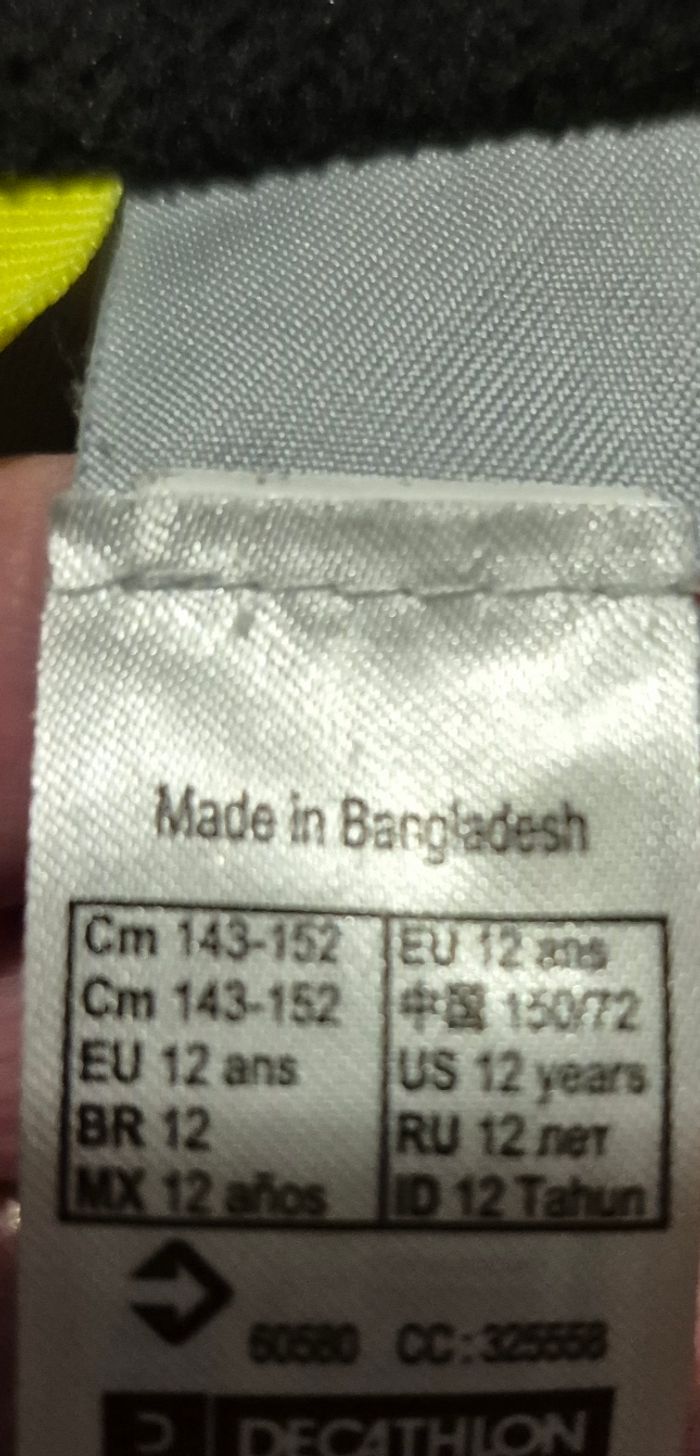 Made in Bangladesh
Cm 143-152
Cm 143-152
EU 12 ans
BR 12
MX 12 años
EU 12 ans
中国 150/72
US 12 years
RU 12 лет
ID 12 Tahun
60580 CC:325558
DECATHLON